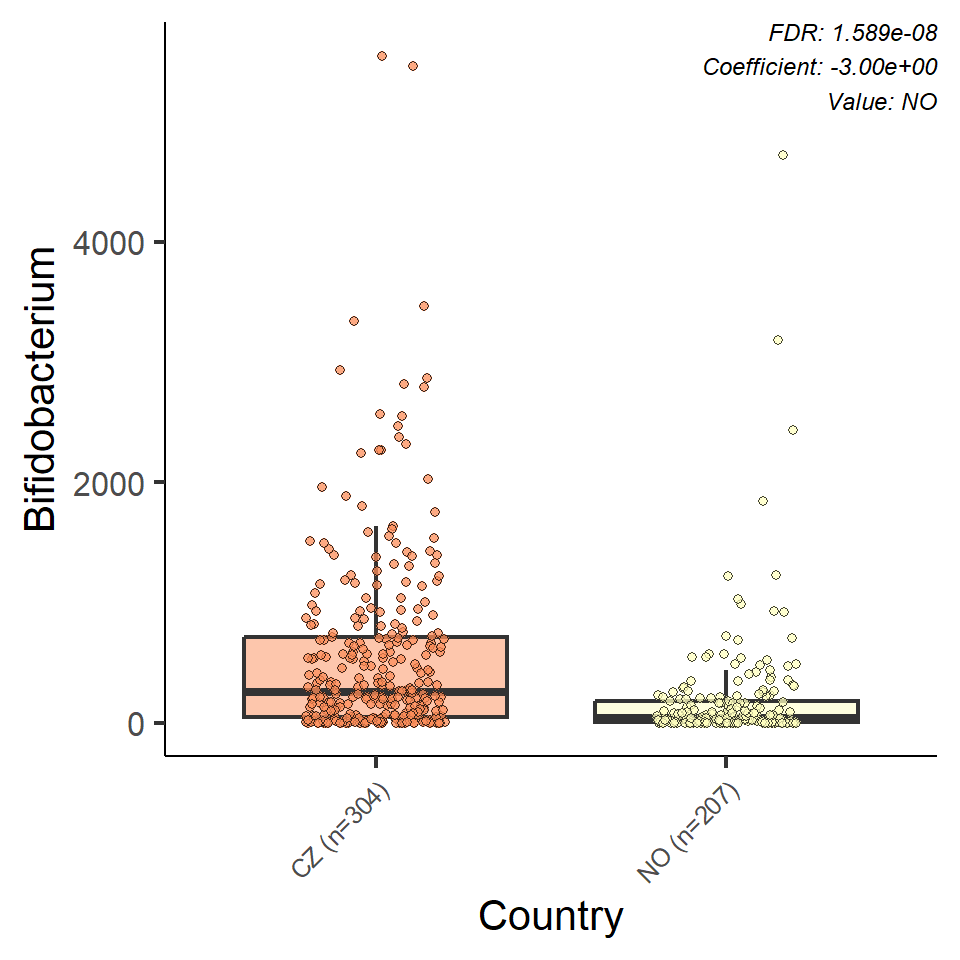 FDR: 1.589e-08
Coefficient: -3.00e+00
Value: NO
Bifidobacterium
4000
2000
0
CZ (n=304)
NO (n=207)
Country